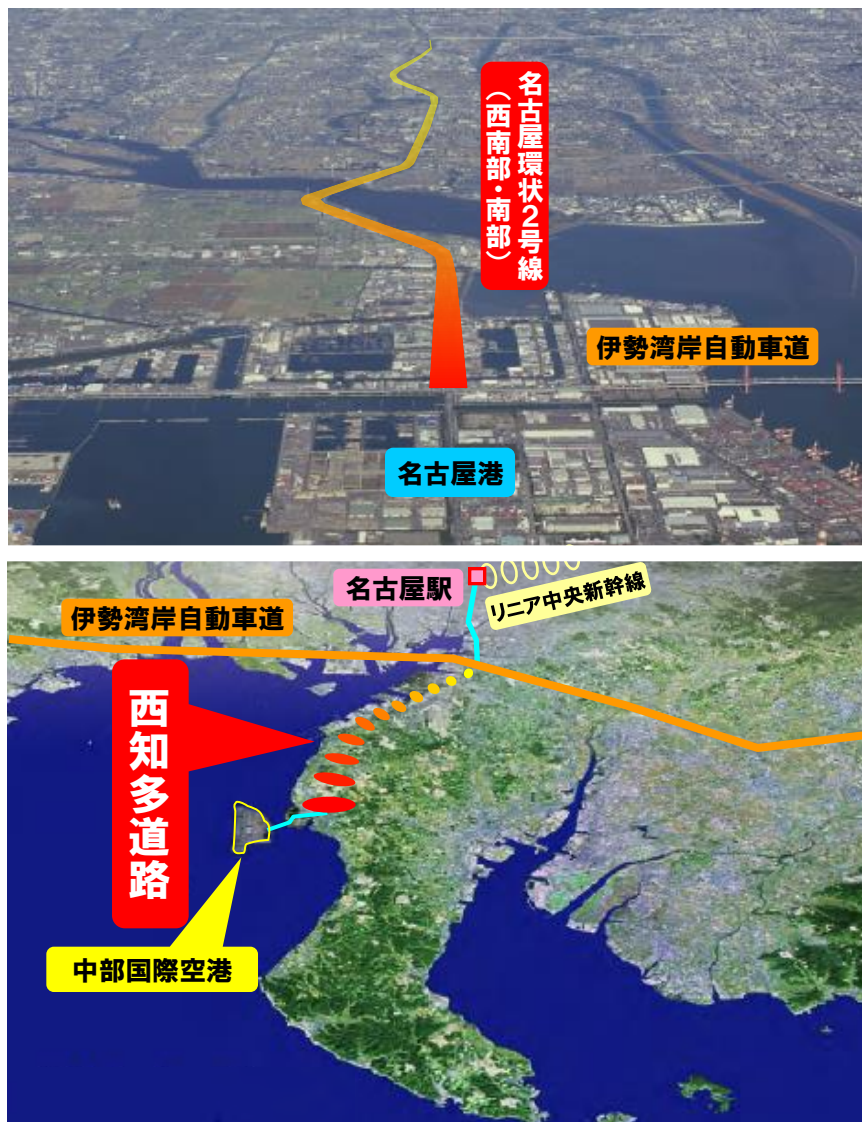 名古屋環状2号線
（西南部・南部）
伊勢湾岸自動車道
名古屋港
名古屋駅
リニア中央新幹線
伊勢湾岸自動車道
西知多道路
中部国際空港